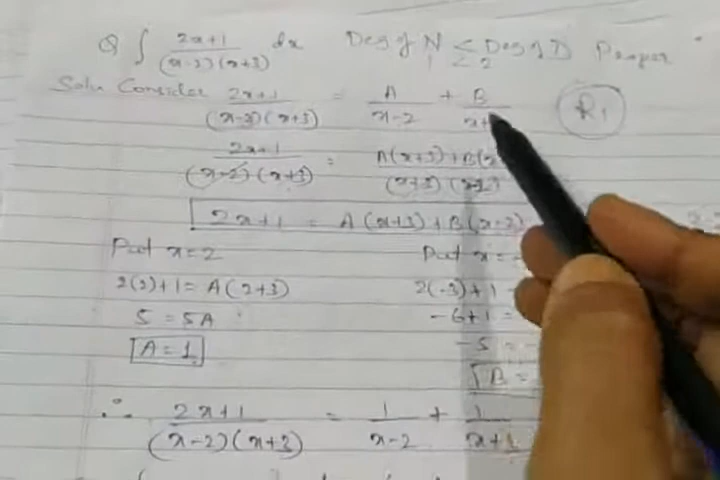 Q ∫ (2x+1)/((x-2)(x+3)) dx Deg of N < Deg of D Proper
1 < 2
Soln Consider (2x+1)/((x-2)(x+3)) = A/(x-2) + B/(x+ R1
(2x+1)/((x-2)(x+3)) = (A(x+3)+B(x-2))/((x+3)(x-2))
2x+1 = A(x+3)+B(x-2)
Put x=2 Put x=
2(2)+1 = A(2+3) 2(-3)+1
5 = 5A -6+1 =
A = 1 -5 = -
B =
∴ (2x+1)/((x-2)(x+3)) = 1/(x-2) + 1/(x+3)